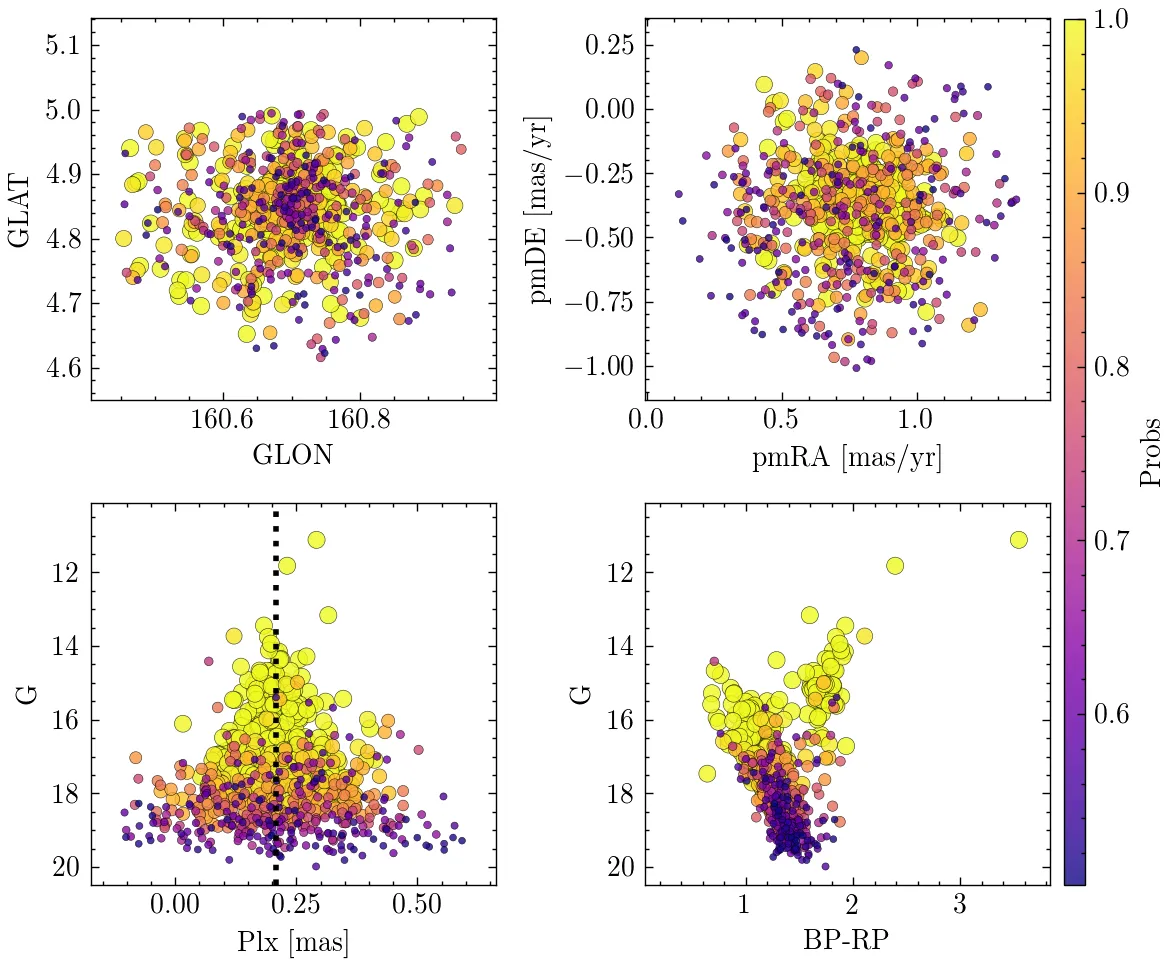 5.1
5.0
4.9
4.8
4.7
4.6
GLAT
160.6 160.8
GLON
0.25
0.00
−0.25
−0.50
−0.75
−1.00
pmDE [mas/yr]
0.0 0.5 1.0
pmRA [mas/yr]
1.0
0.9
0.8
0.7
0.6
Probs
12
14
16
18
20
G
0.00 0.25 0.50
Plx [mas]
12
14
16
18
20
G
1 2 3
BP-RP